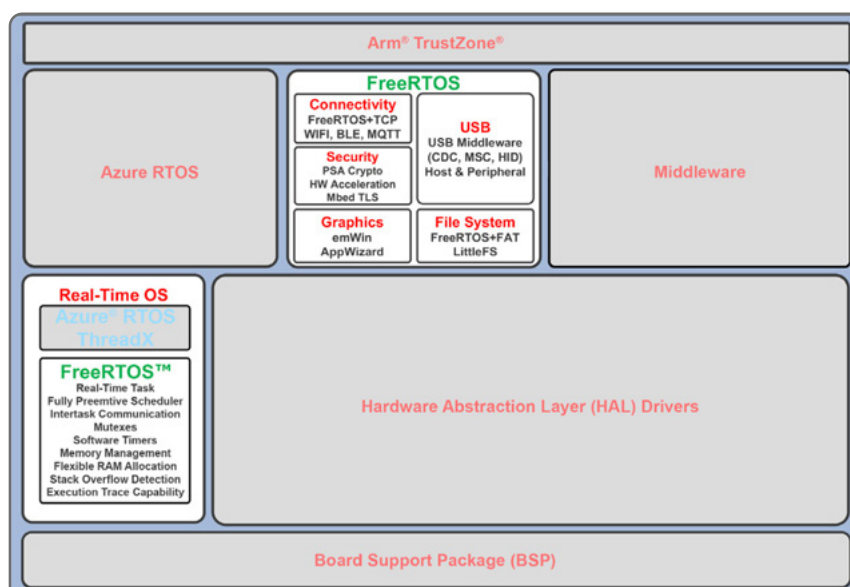 Arm® TrustZone®
Azure RTOS
FreeRTOS
Connectivity
FreeRTOS+TCP
WIFI, BLE, MQTT
Security
PSA Crypto
HW Acceleration
Mbed TLS
Graphics
emWin
AppWizard
USB
USB Middleware
(CDC, MSC, HID)
Host & Peripheral
File System
FreeRTOS+FAT
LittleFS
Middleware
Real-Time OS
Azure® RTOS
ThreadX
FreeRTOS™
Real-Time Task
Fully Preemtive Scheduler
Intertask Communication
Mutexes
Software Timers
Memory Management
Flexible RAM Allocation
Stack Overflow Detection
Execution Trace Capability
Hardware Abstraction Layer (HAL) Drivers
Board Support Package (BSP)